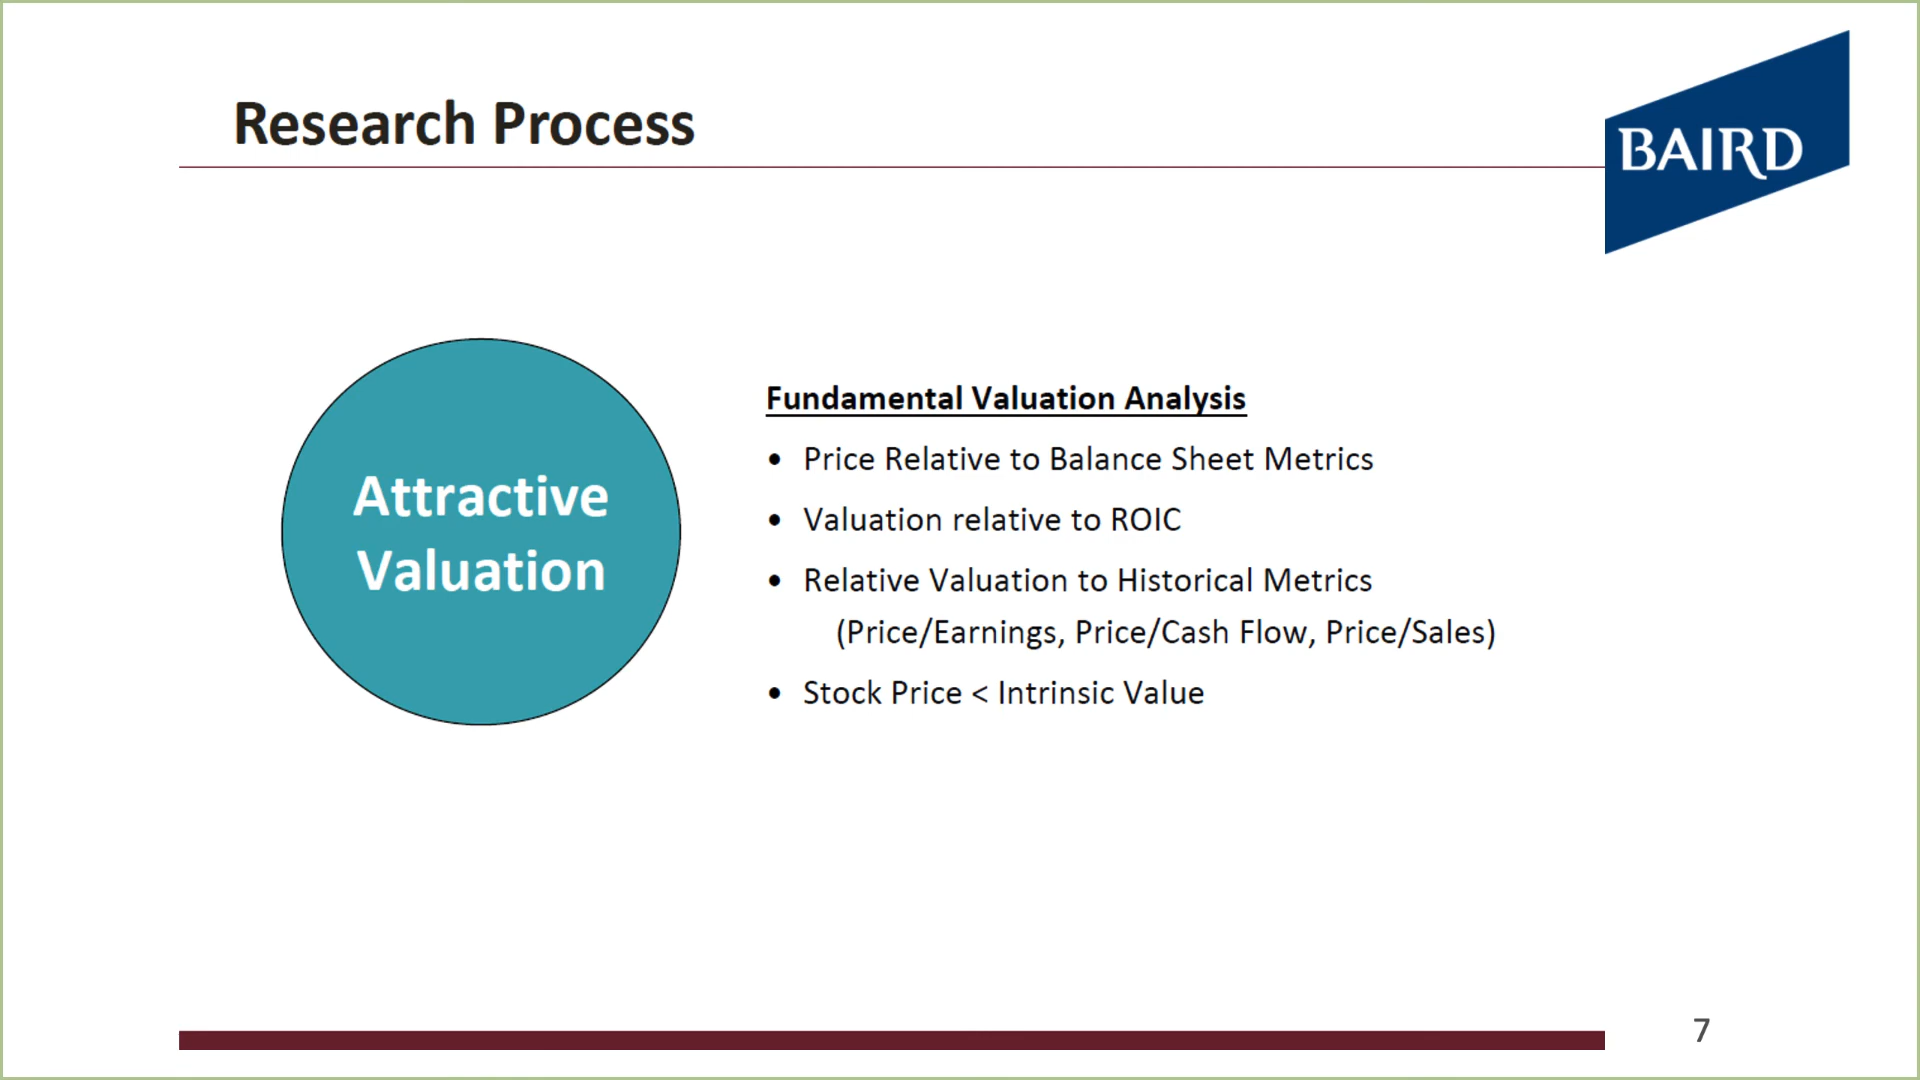 Research Process
BAIRD
Attractive
Valuation
Fundamental Valuation Analysis
• Price Relative to Balance Sheet Metrics
• Valuation relative to ROIC
• Relative Valuation to Historical Metrics
(Price/Earnings, Price/Cash Flow, Price/Sales)
• Stock Price < Intrinsic Value
7